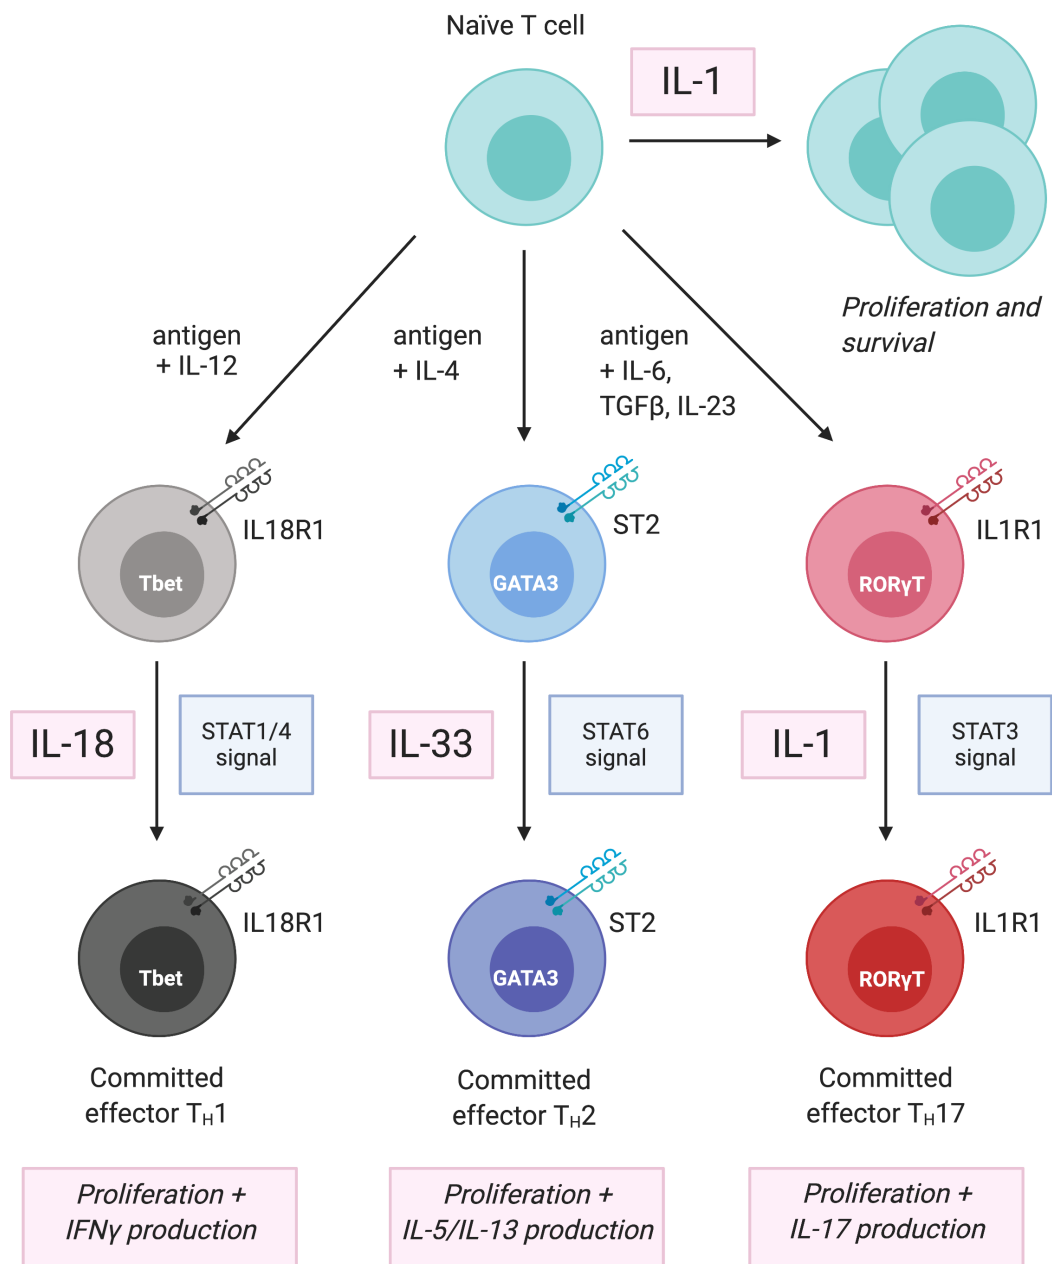 Naïve T cell
IL-1
Proliferation and
survival
antigen
+ IL-12
antigen
+ IL-4
antigen
+ IL-6,
TGFβ, IL-23
IL18R1
ST2
IL1R1
Tbet
GATA3
RORγT
IL-18
STAT1/4
signal
IL-33
STAT6
signal
IL-1
STAT3
signal
IL18R1
ST2
IL1R1
Tbet
GATA3
RORγT
Committed
effector TH1
Committed
effector TH2
Committed
effector TH17
Proliferation +
IFNγ production
Proliferation +
IL-5/IL-13 production
Proliferation +
IL-17 production